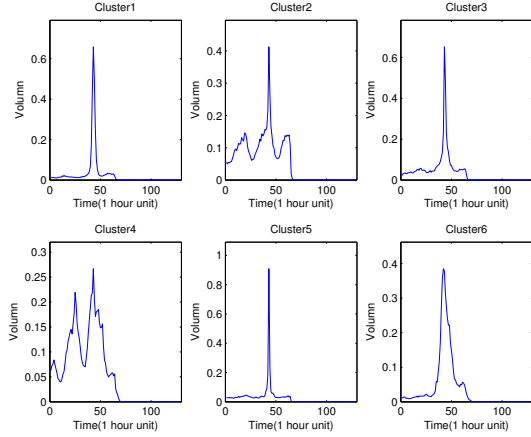 Cluster1
Cluster2
Cluster3
0.6
0.4
0.2
0
Volumn
0 50 100
Time(1 hour unit)
0.4
0.3
0.2
0.1
0
Volumn
0 50 100
Time(1 hour unit)
0.6
0.4
0.2
0
Volumn
0 50 100
Time(1 hour unit)
Cluster4
Cluster5
Cluster6
0.3
0.25
0.2
0.15
0.1
0.05
0
Volumn
0 50 100
Time(1 hour unit)
1
0.8
0.6
0.4
0.2
0
Volumn
0 50 100
Time(1 hour unit)
0.4
0.3
0.2
0.1
0
Volumn
0 50 100
Time(1 hour unit)